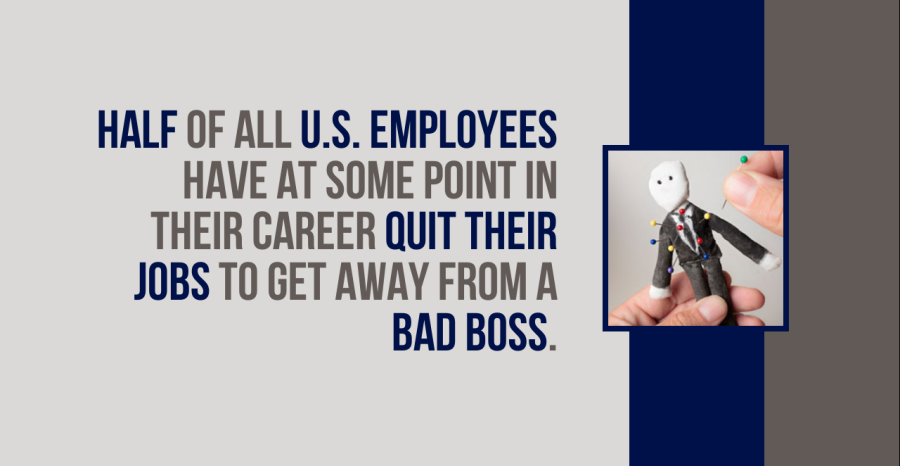 HALF OF ALL U.S. EMPLOYEES
HAVE AT SOME POINT IN
THEIR CAREER QUIT THEIR
JOBS TO GET AWAY FROM A
BAD BOSS.